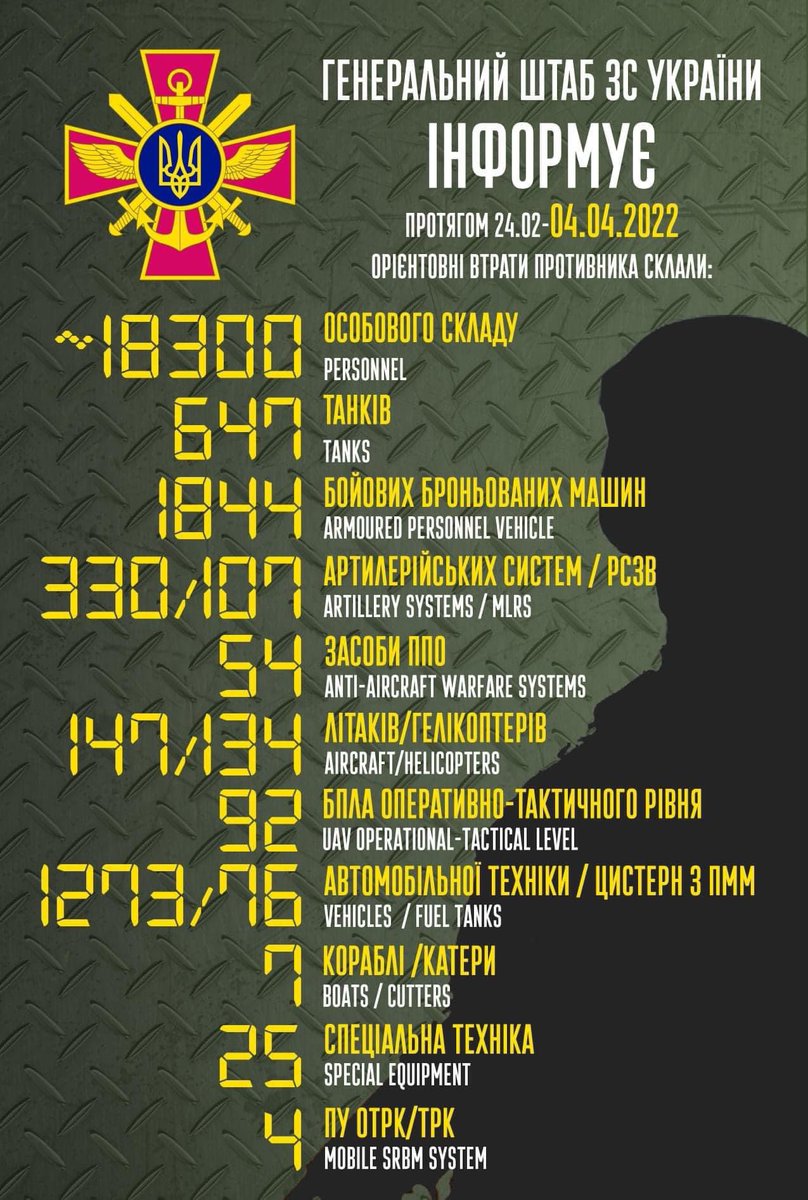 ГЕНЕРАЛЬНИЙ ШТАБ ЗС УКРАЇНИ
ІНФОРМУЄ
ПРОТЯГОМ 24.02-04.04.2022
ОРІЄНТОВНІ ВТРАТИ ПРОТИВНИКА СКЛАЛИ:
~18300 ОСОБОВОГО СКЛАДУ
PERSONNEL
647 ТАНКІВ
TANKS
1844 БОЙОВИХ БРОНЬОВАНИХ МАШИН
ARMOURED PERSONNEL VEHICLE
330/107 АРТИЛЕРІЙСЬКИХ СИСТЕМ / РСЗВ
ARTILLERY SYSTEMS / MLRS
54 ЗАСОБИ ППО
ANTI-AIRCRAFT WARFARE SYSTEMS
147/134 ЛІТАКІВ/ГЕЛІКОПТЕРІВ
AIRCRAFT/HELICOPTERS
92 БПЛА ОПЕРАТИВНО-ТАКТИЧНОГО РІВНЯ
UAV OPERATIONAL-TACTICAL LEVEL
1273/76 АВТОМОБІЛЬНОЇ ТЕХНІКИ / ЦИСТЕРН З ПММ
VEHICLES / FUEL TANKS
7 КОРАБЛІ /КАТЕРИ
BOATS / CUTTERS
25 СПЕЦІАЛЬНА ТЕХНІКА
SPECIAL EQUIPMENT
4 ПУ ОТРК/ТРК
MOBILE SRBM SYSTEM